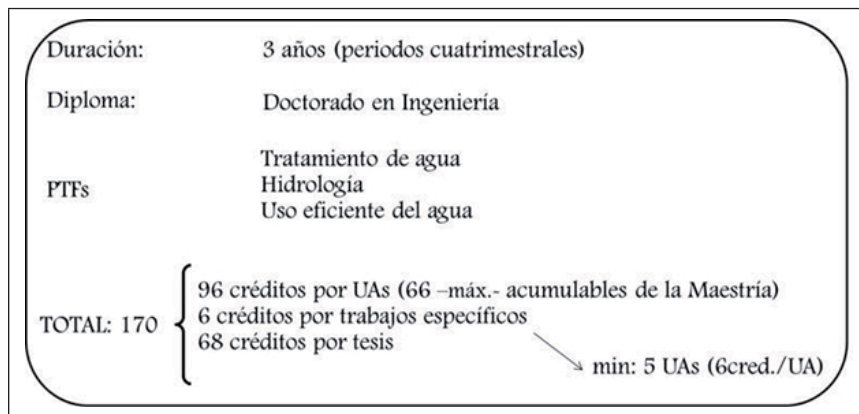 Duración: 3 años (periodos cuatrimestrales)
Diploma: Doctorado en Ingeniería
Tratamiento de agua
PTFs Hidrología
Uso eficiente del agua
96 créditos por UAs (66 –máx.- acumulables de la Maestría)
TOTAL: 170 6 créditos por trabajos específicos
68 créditos por tesis
min: 5 UAs (6cred./UA)